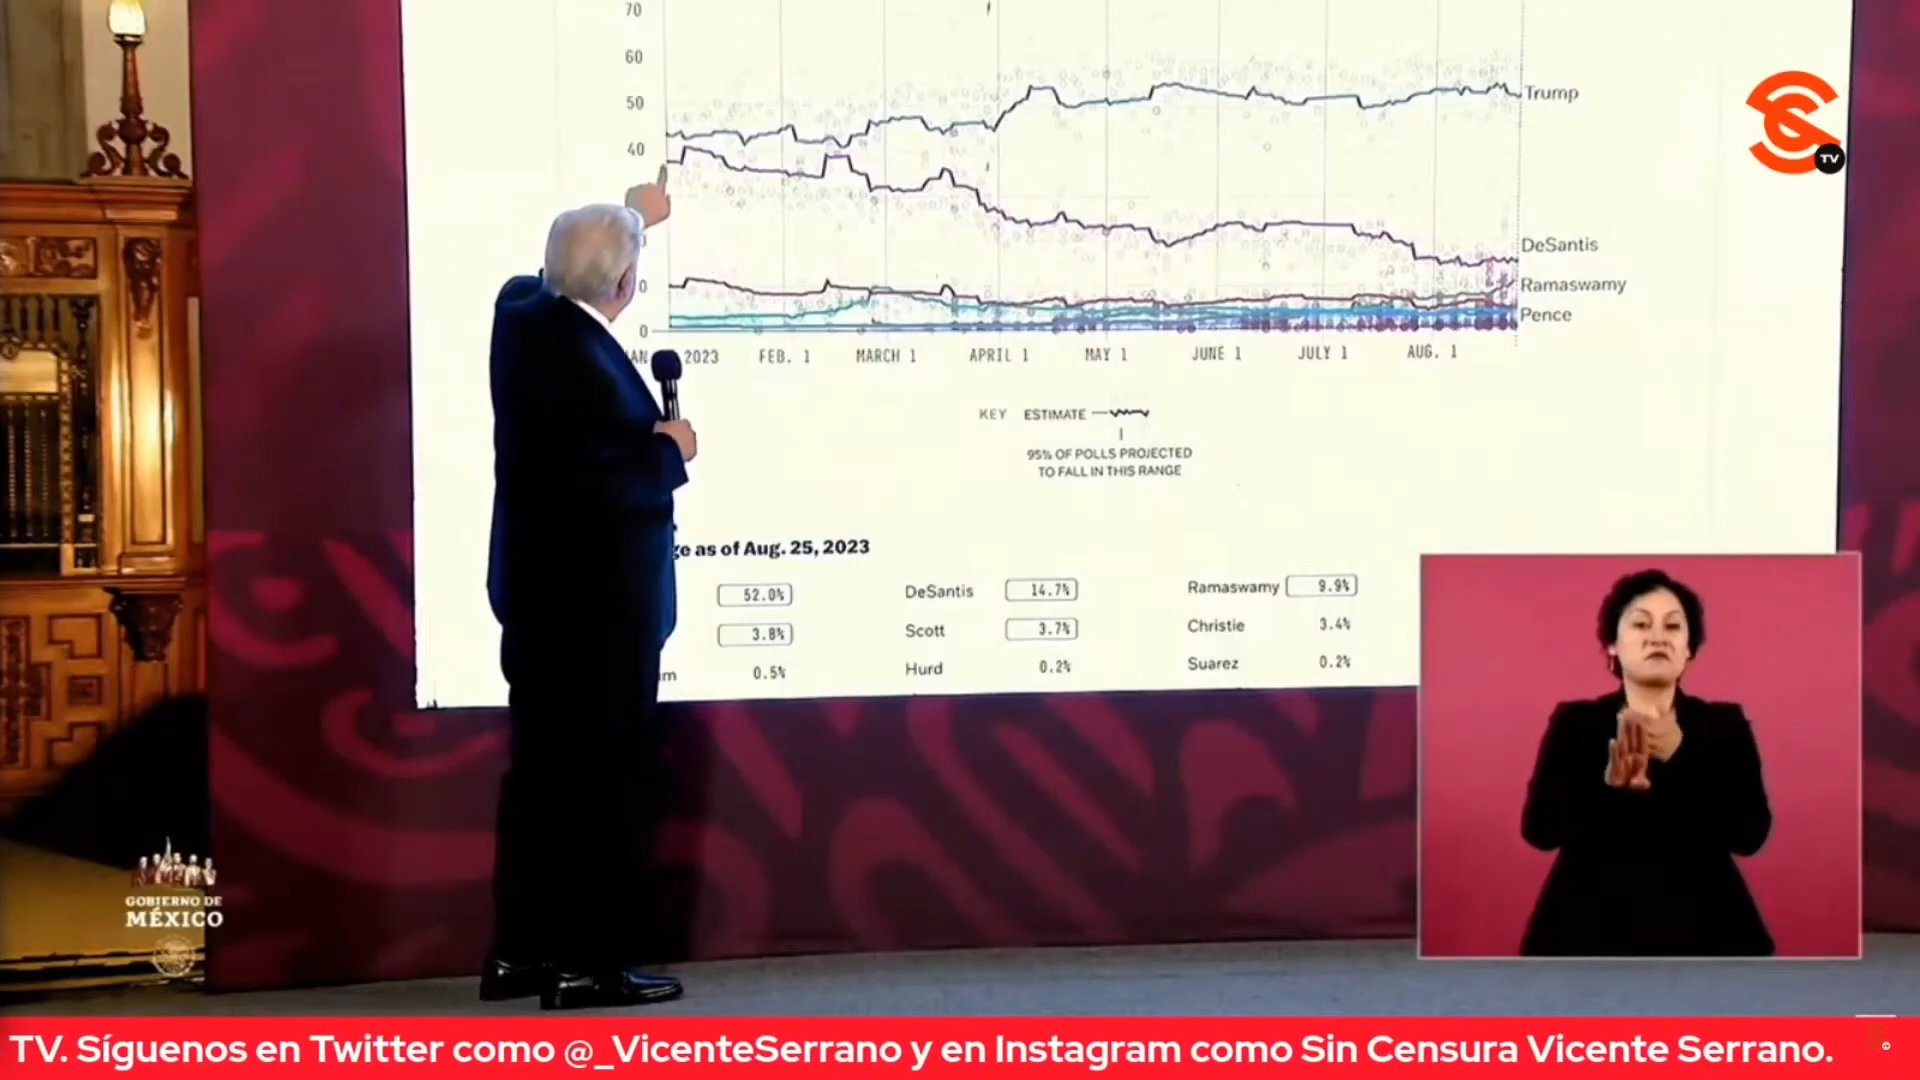 70
60
50
40
0
0
Trump
DeSantis
Ramaswamy
Pence
2023 FEB. 1 MARCH 1 APRIL 1 MAY 1 JUNE 1 JULY 1 AUG. 1
KEY ESTIMATE
95% OF POLLS PROJECTED
TO FALL IN THIS RANGE
as of Aug. 25, 2023
52.0% DeSantis 14.7% Ramaswamy 9.9%
3.8% Scott 3.7% Christie 3.4%
0.5% Hurd 0.2% Suarez 0.2%
TV
GOBIERNO DE
MÉXICO
TV. Síguenos en Twitter como @_VicenteSerrano y en Instagram como Sin Censura Vicente Serrano.